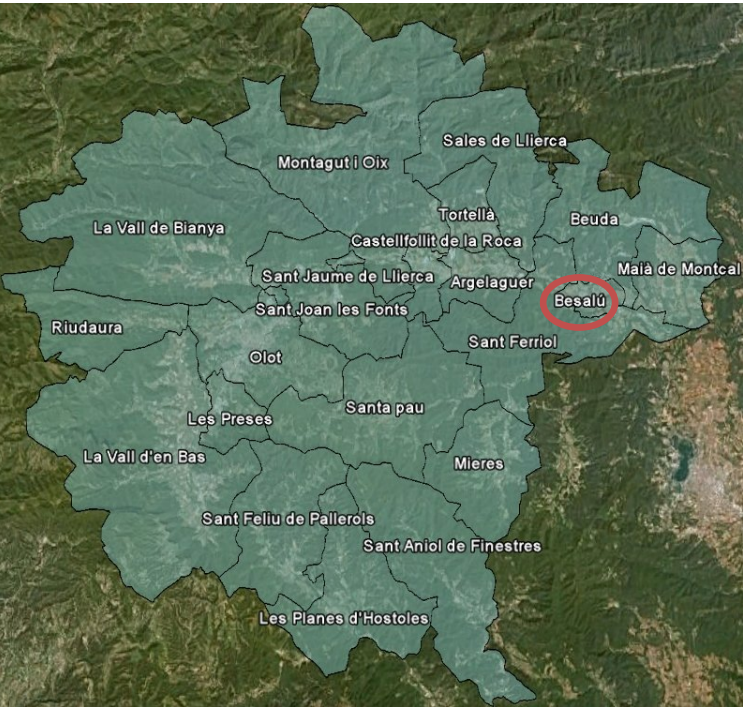 Sales de Llierca
Montagut i Oix
Tortellà
Beuda
La Vall de Bianya
Castellfollit de la Roca
Maià de Montcal
Sant Jaume de Llierca
Argelaguer
Besalú
Sant Joan les Fonts
Riudaura
Sant Ferriol
Olot
Santa pau
Les Preses
La Vall d'en Bas
Mieres
Sant Feliu de Pallerols
Sant Aniol de Finestres
Les Planes d'Hostoles